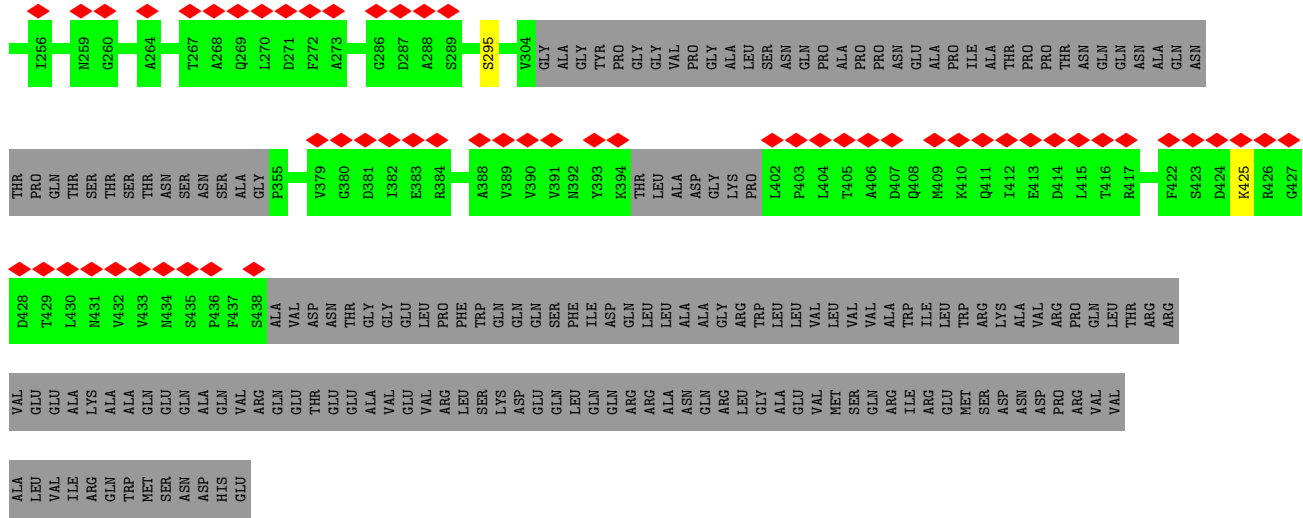 I256 N259 G260 A264 T267 A268 Q269 L270 D271 F272 A273 G286 D287 A288 S289 S295 V304 GLY ALA GLY TYR PRO GLY GLY VAL PRO GLY ALA LEU SER ASN GLN PRO ALA PRO PRO ASN GLU ALA PRO ILE ALA THR PRO PRO THR ASN GLN GLN ASN ALA GLN ASN
THR PRO GLN THR SER THR SER THR ASN SER ASN SER ALA GLY P355 V379 G380 D381 I382 E383 R384 A388 V389 V390 V391 N392 Y393 K394 THR LEU ALA ASP GLY LYS PRO L402 P403 L404 T405 A406 D407 Q408 M409 K410 Q411 I412 E413 D414 L415 T416 R417 F422 S423 D424 K425 R426 G427
D428 T429 L430 N431 V432 V433 N434 S435 P436 F437 S438 ALA VAL ASP ASN THR GLY GLY GLU LEU PRO PHE TRP GLN GLN GLN SER PHE ILE ASP GLN LEU LEU ALA ALA GLY ARG TRP LEU LEU VAL LEU VAL VAL ALA TRP ILE LEU TRP ARG LYS ALA VAL ARG PRO GLN LEU THR ARG ARG
VAL GLU GLU ALA LYS ALA ALA GLN GLU GLN ALA GLN VAL ARG GLN GLU THR GLU GLU ALA VAL GLU VAL ARG LEU SER LYS ASP GLU GLN LEU GLN GLN ARG ARG ALA ASN GLN ARG LEU GLY ALA GLU VAL MET SER GLN ARG ILE ARG GLU MET SER ASP ASN ASP PRO ARG VAL VAL
ALA LEU VAL ILE ARG GLN TRP MET SER ASN ASP HIS GLU